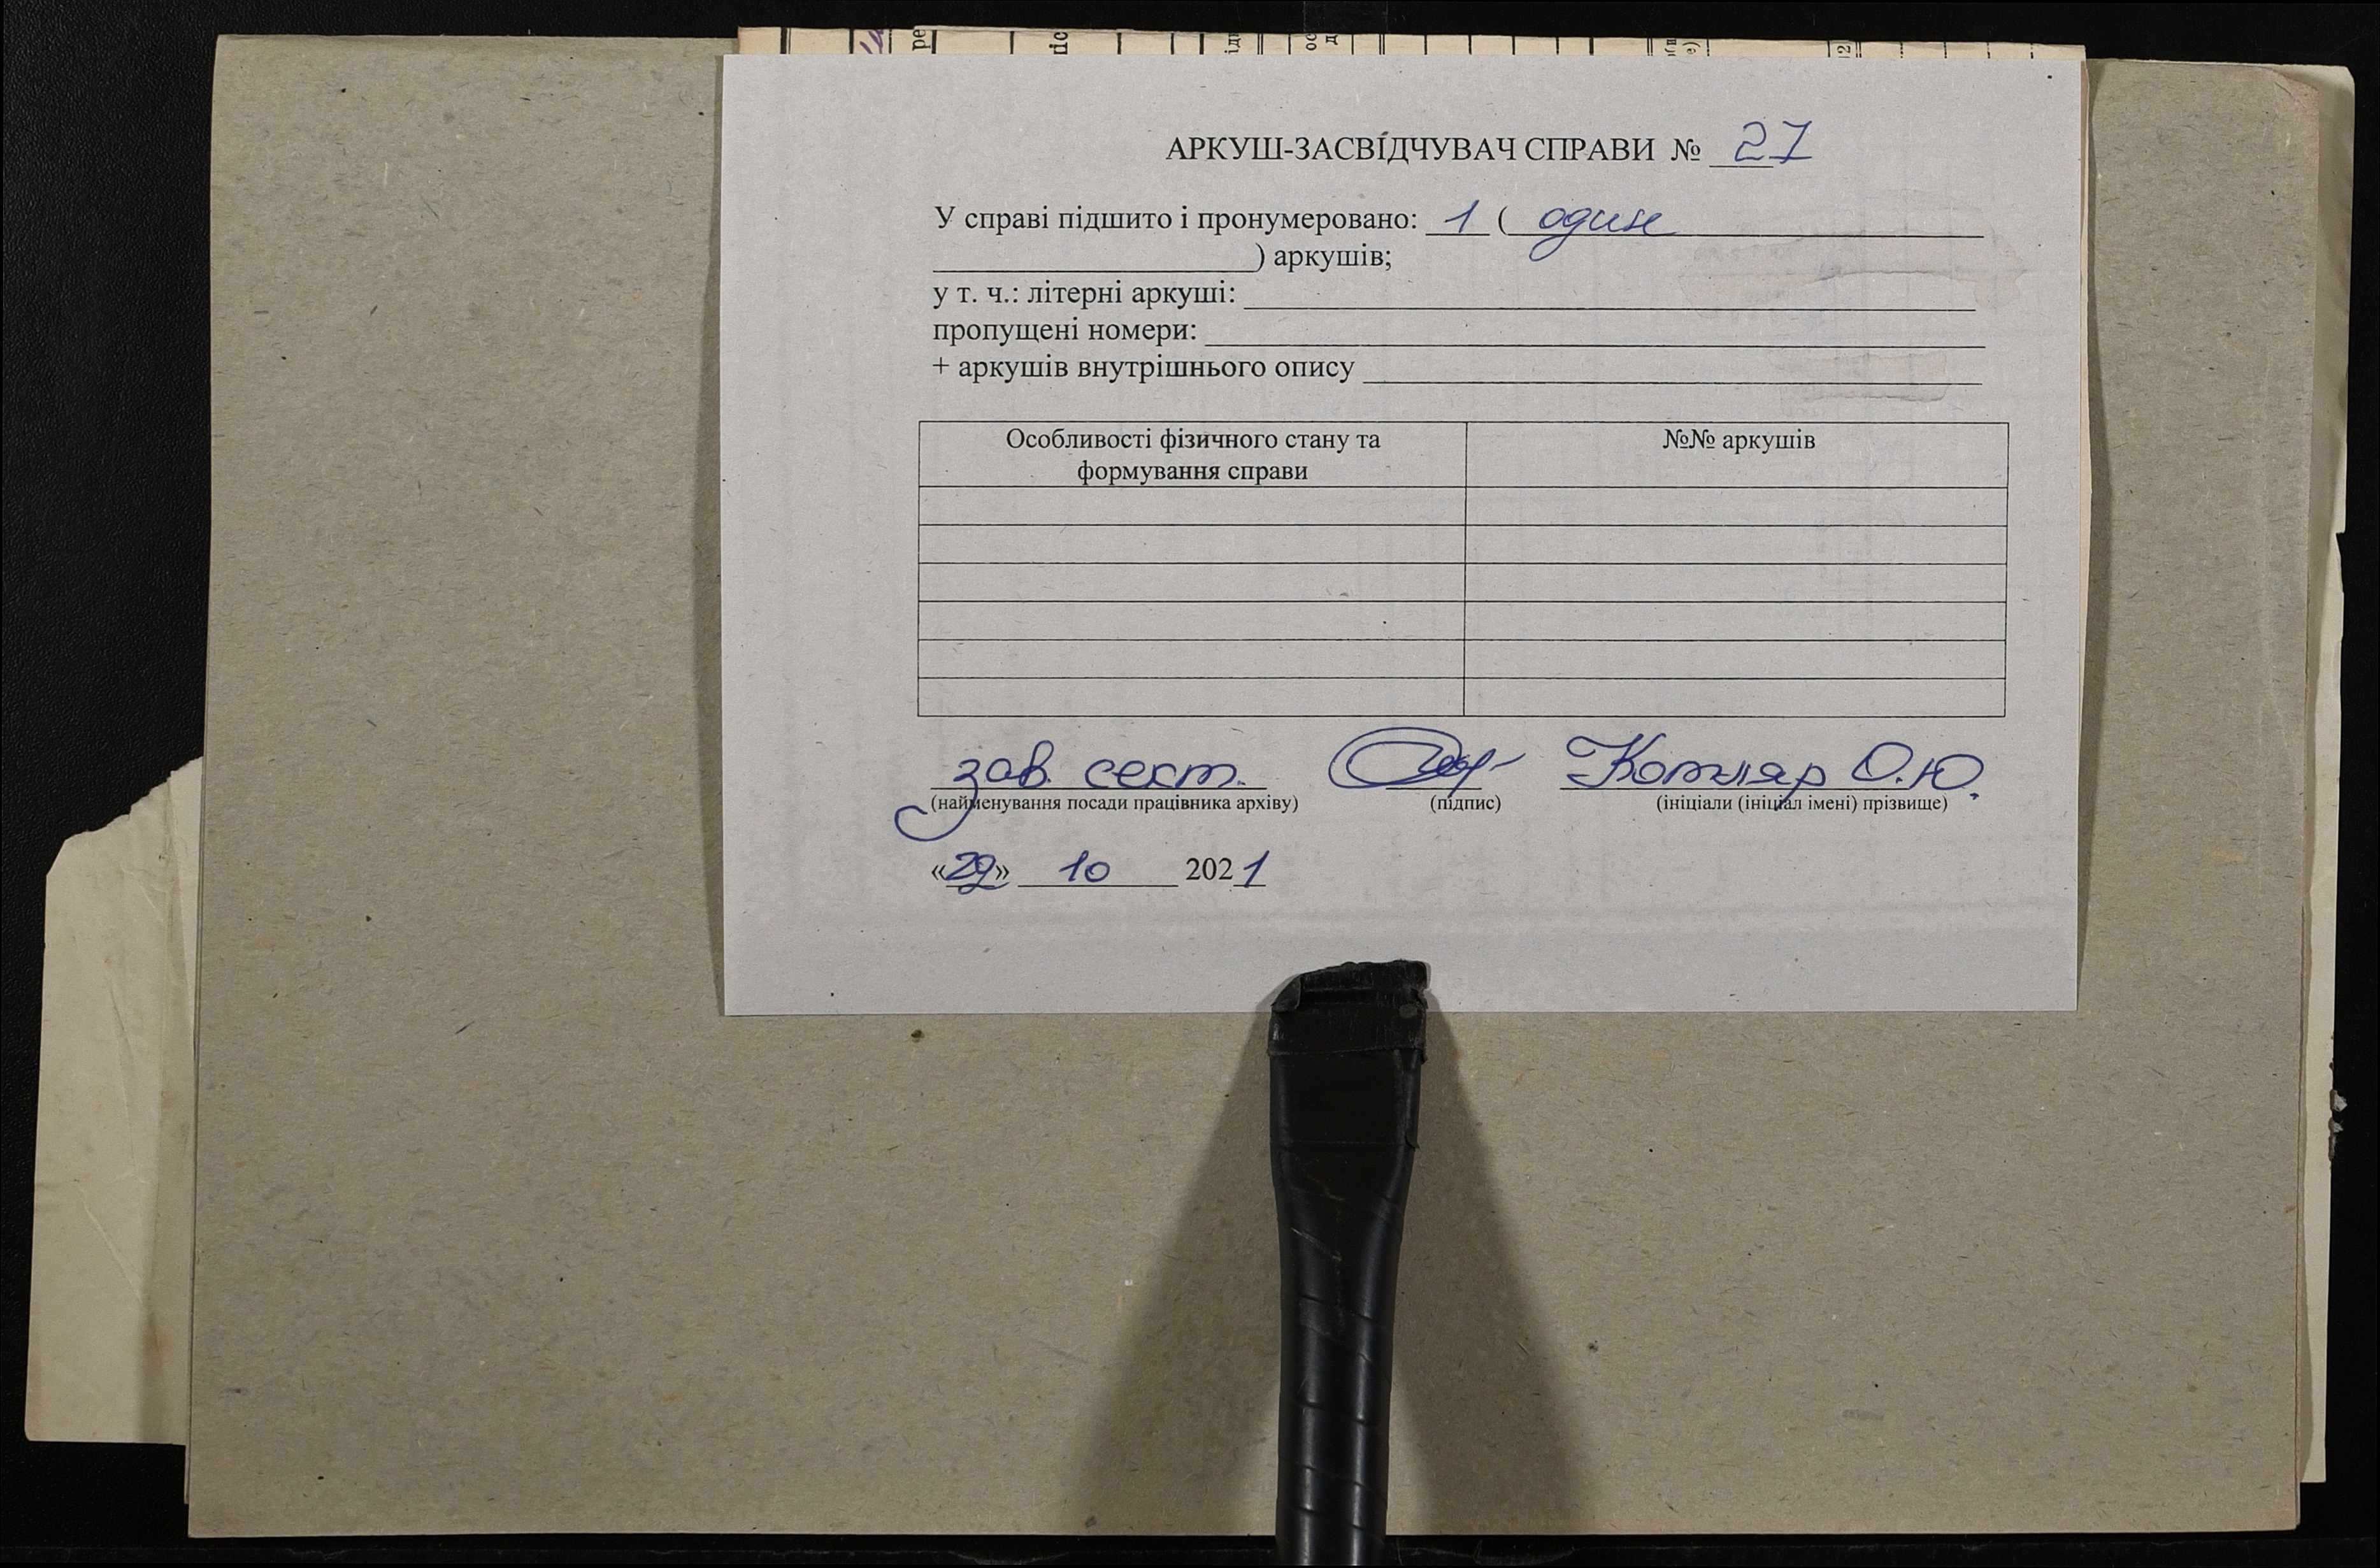 АРКУШ-ЗАСВІДЧУВАЧ СПРАВИ № 27
У справі підшито і пронумеровано: 1 ( один
) аркушів;
у т. ч.: літерні аркуші:
пропущені номери:
+ аркушів внутрішнього опису
Особливості фізичного стану та
формування справи
№№ аркушів
зав. сект. Котляр О.Ю.
(найменування посади працівника архіву) (підпис) (ініціали (ініціал імені) прізвище)
«29» 10 2021